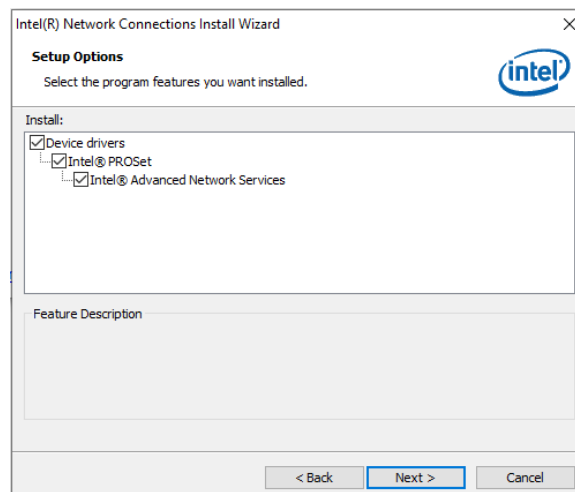 Intel(R) Network Connections Install Wizard
Setup Options
Select the program features you want installed.
intel
Install:
Device drivers
Intel® PROSet
Intel® Advanced Network Services
Feature Description
< Back
Next >
Cancel